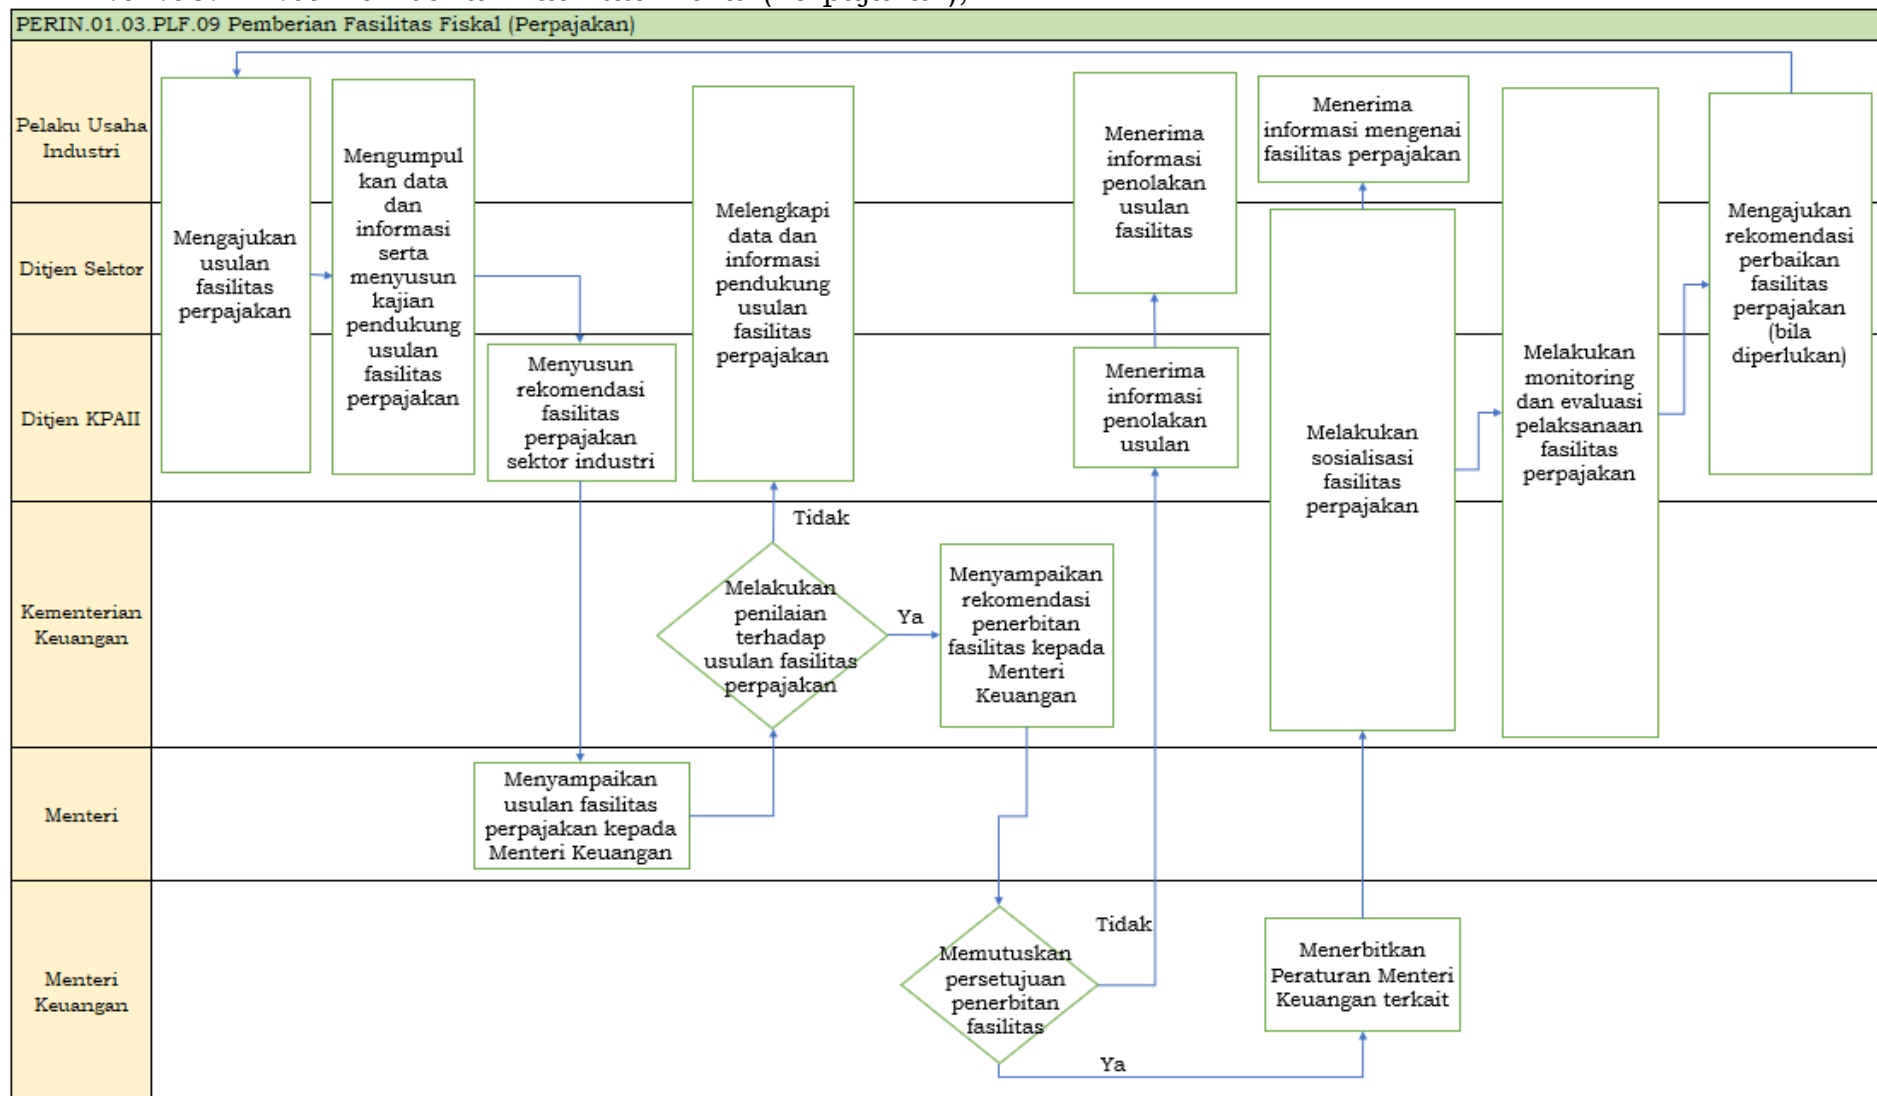 PERIN.01.03.PLF.09 Pemberian Fasilitas Fiskal (Perpajakan)
Pelaku Usaha
Industri
Ditjen Sektor
Ditjen KPAII
Kementerian
Keuangan
Menteri
Menteri
Keuangan
Mengajukan
usulan
fasilitas
perpajakan
Mengumpul
kan data
dan
informasi
serta
menyusun
kajian
pendukung
usulan
fasilitas
perpajakan
Menyusun
rekomendasi
fasilitas
perpajakan
sektor industri
Menyampaikan
usulan fasilitas
perpajakan kepada
Menteri Keuangan
Melengkapi
data dan
informasi
pendukung
usulan
fasilitas
perpajakan
Tidak
Melakukan
penilaian
terhadap
usulan fasilitas
perpajakan
Ya
Menyampaikan
rekomendasi
penerbitan
fasilitas kepada
Menteri
Keuangan
Memutuskan
persetujuan
penerbitan
fasilitas
Tidak
Ya
Menerima
informasi
penolakan
usulan
fasilitas
Menerima
informasi
penolakan
usulan
Menerbitkan
Peraturan Menteri
Keuangan terkait
Menerima
informasi mengenai
fasilitas perpajakan
Melakukan
sosialisasi
fasilitas
perpajakan
Melakukan
monitoring
dan evaluasi
pelaksanaan
fasilitas
perpajakan
Mengajukan
rekomendasi
perbaikan
fasilitas
perpajakan
(bila
diperlukan)